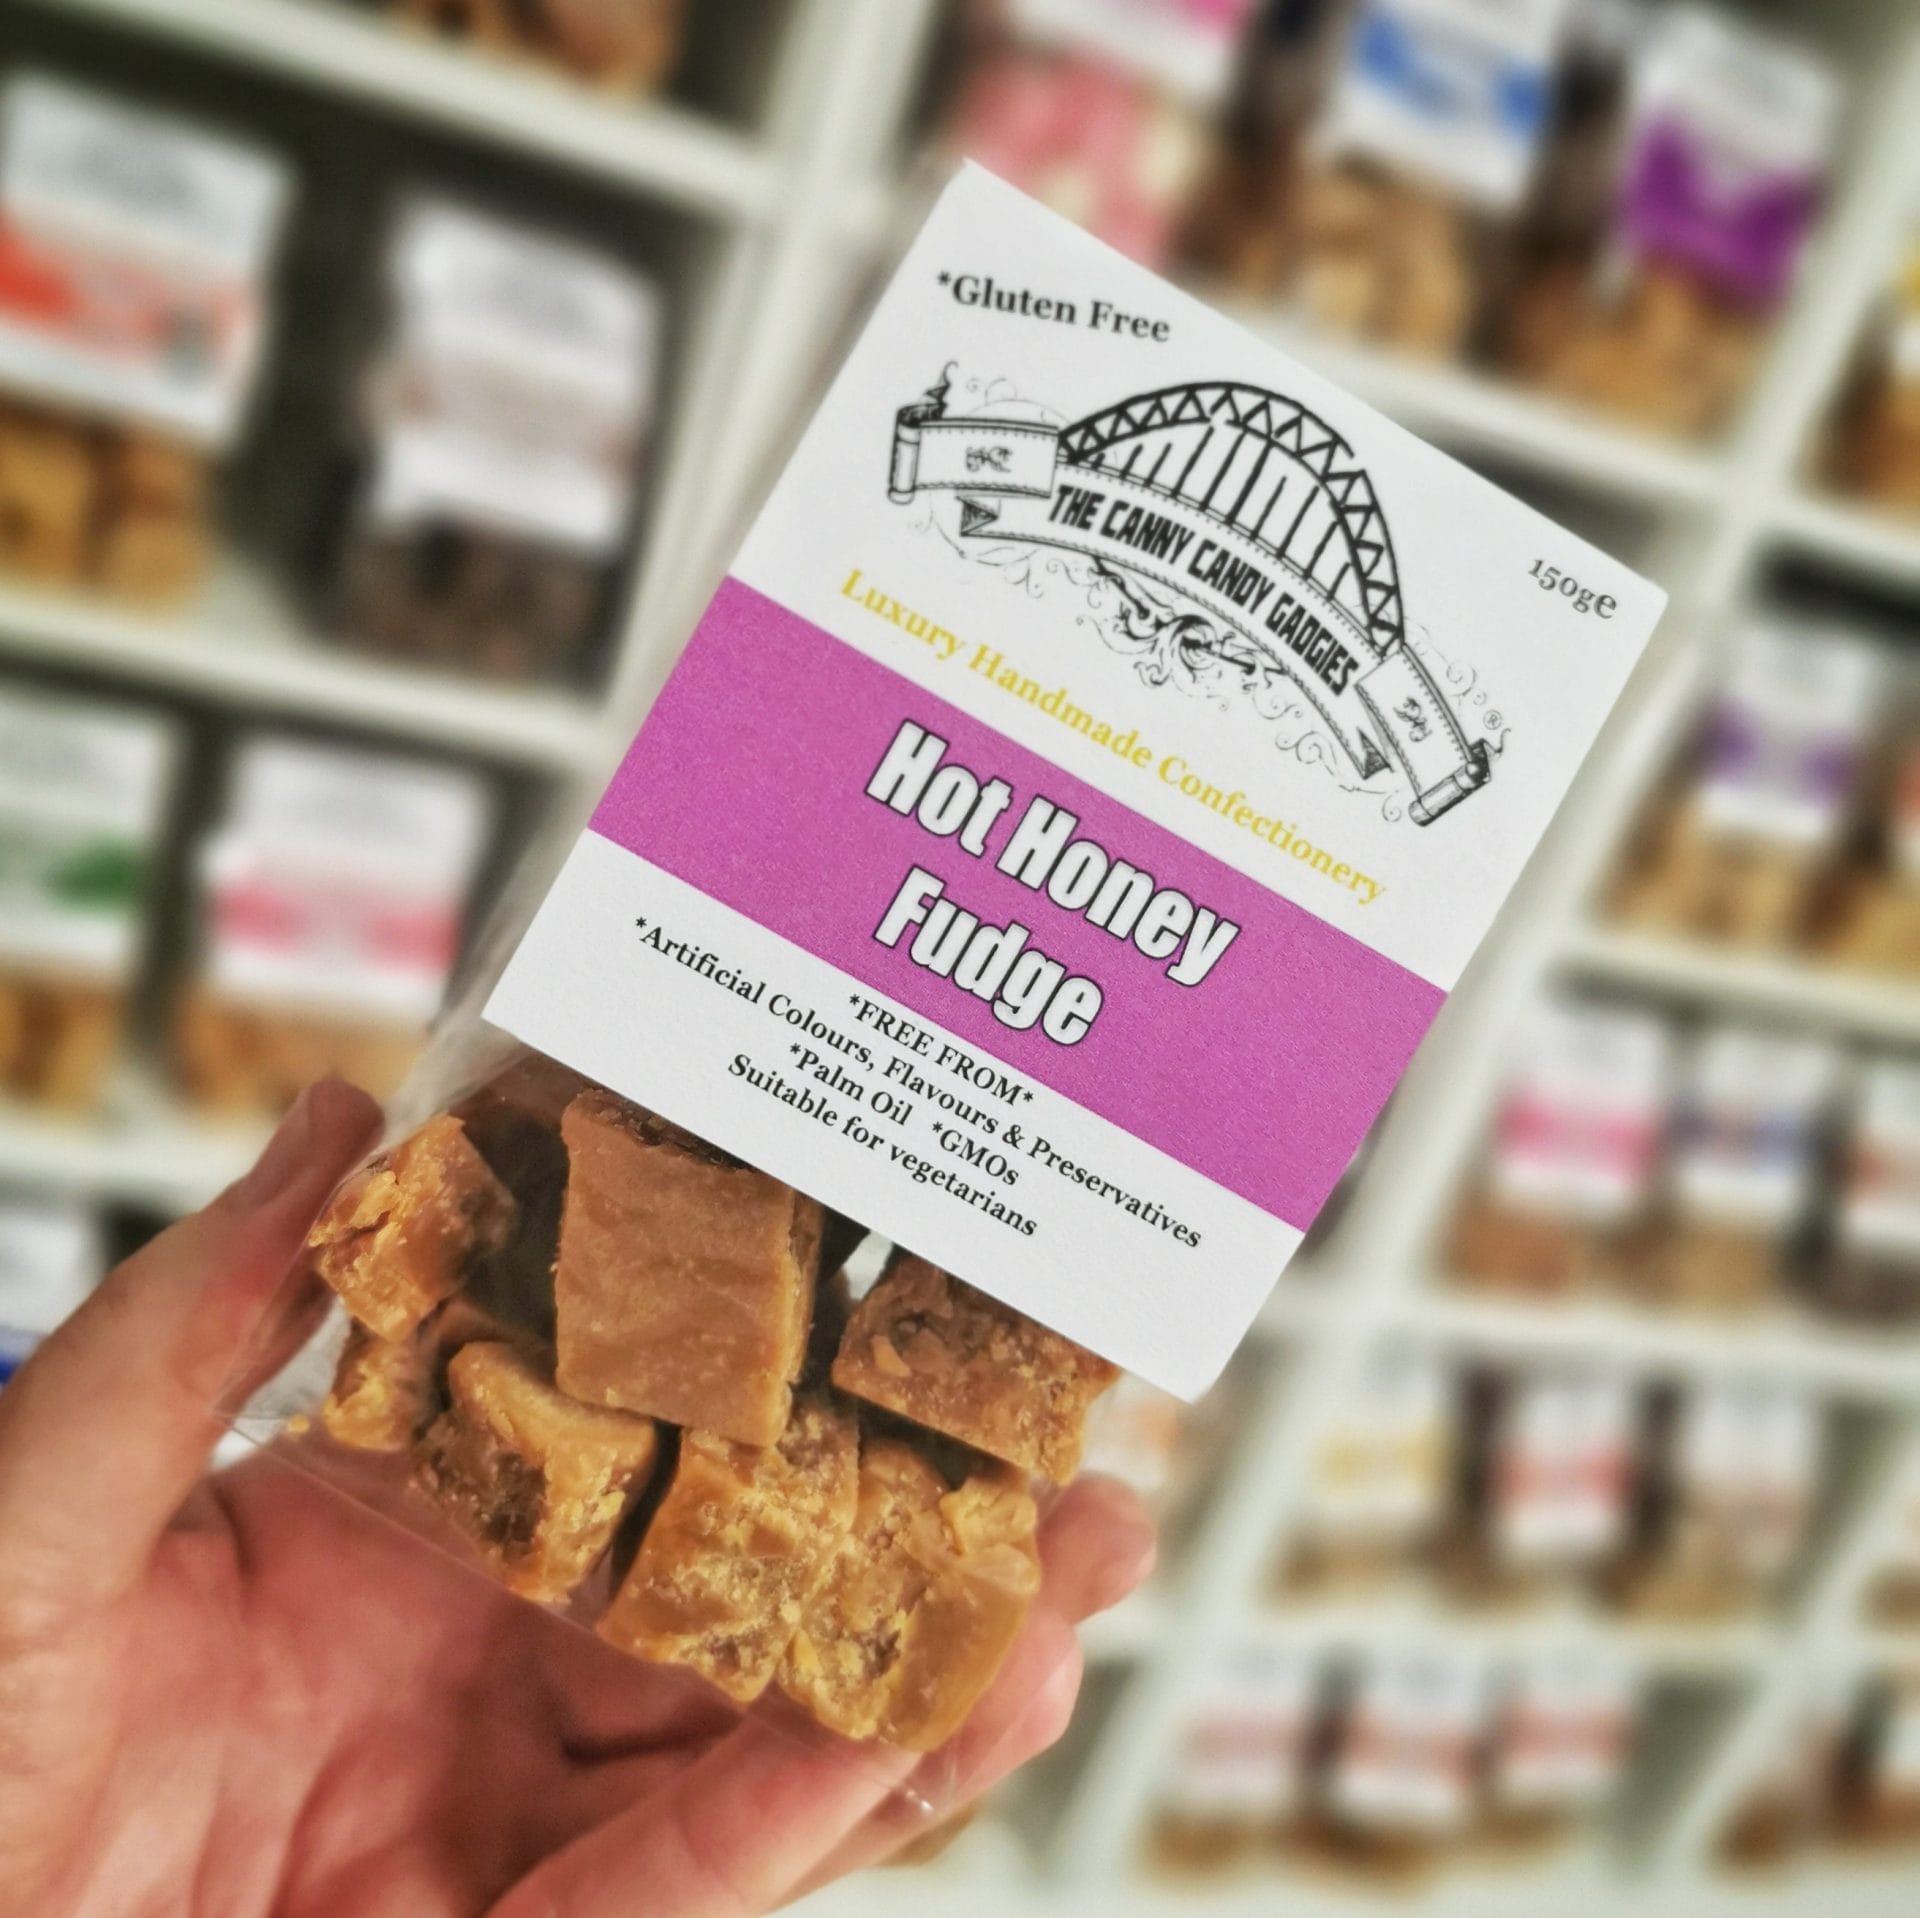 *Gluten Free
THE CANNY CANDY GADGIES
®
150g℮
Luxury Handmade Confectionery
Hot Honey
Fudge
*FREE FROM*
*Artificial Colours, Flavours & Preservatives
*Palm Oil *GMOs
Suitable for vegetarians